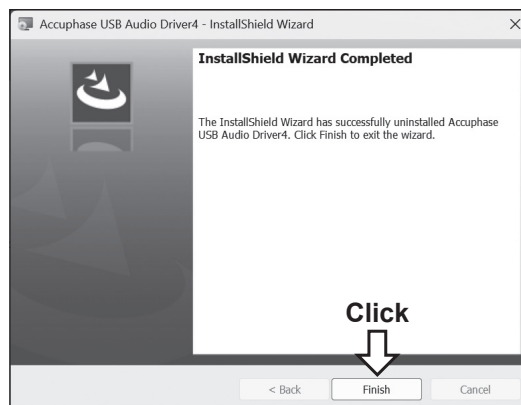 Accuphase USB Audio Driver4 - InstallShield Wizard
InstallShield Wizard Completed
The InstallShield Wizard has successfully uninstalled Accuphase
USB Audio Driver4. Click Finish to exit the wizard.
Click
< Back Finish Cancel